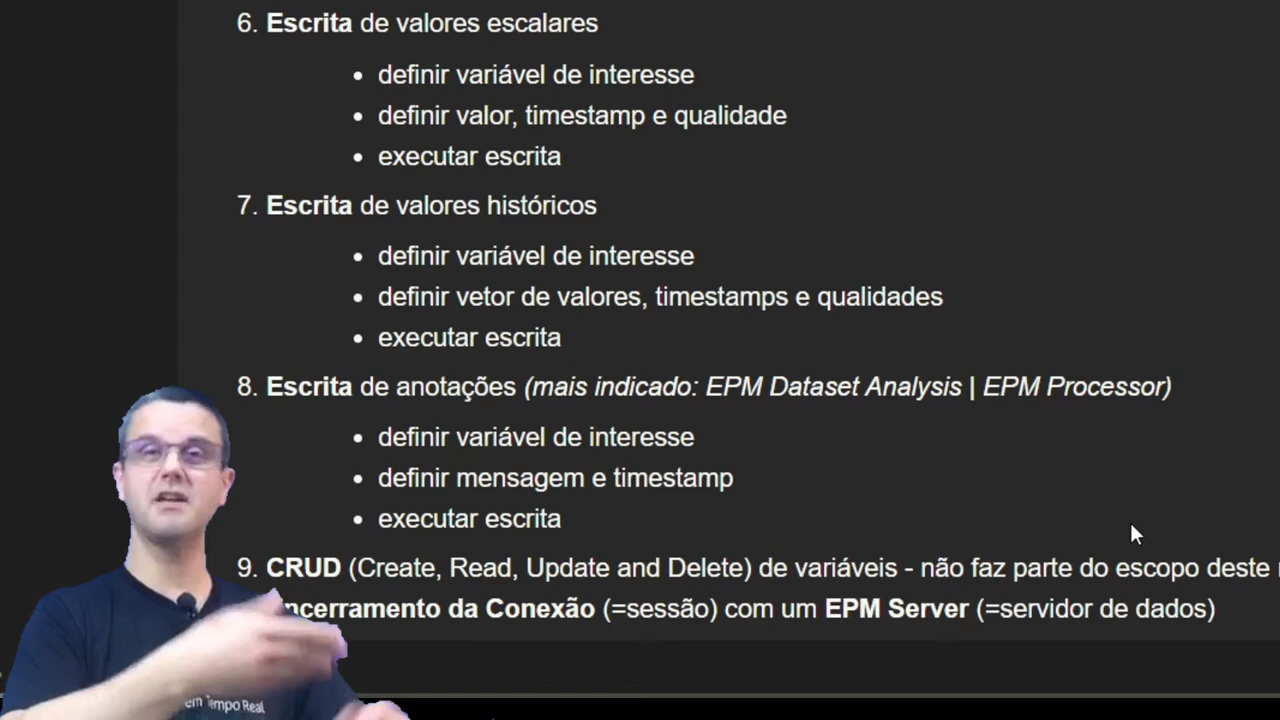 6. Escrita de valores escalares
• definir variável de interesse
• definir valor, timestamp e qualidade
• executar escrita
7. Escrita de valores históricos
• definir variável de interesse
• definir vetor de valores, timestamps e qualidades
• executar escrita
8. Escrita de anotações (mais indicado: EPM Dataset Analysis | EPM Processor)
• definir variável de interesse
• definir mensagem e timestamp
• executar escrita
9. CRUD (Create, Read, Update and Delete) de variáveis - não faz parte do escopo deste
ncerramento da Conexão (=sessão) com um EPM Server (=servidor de dados)
em Tempo Real